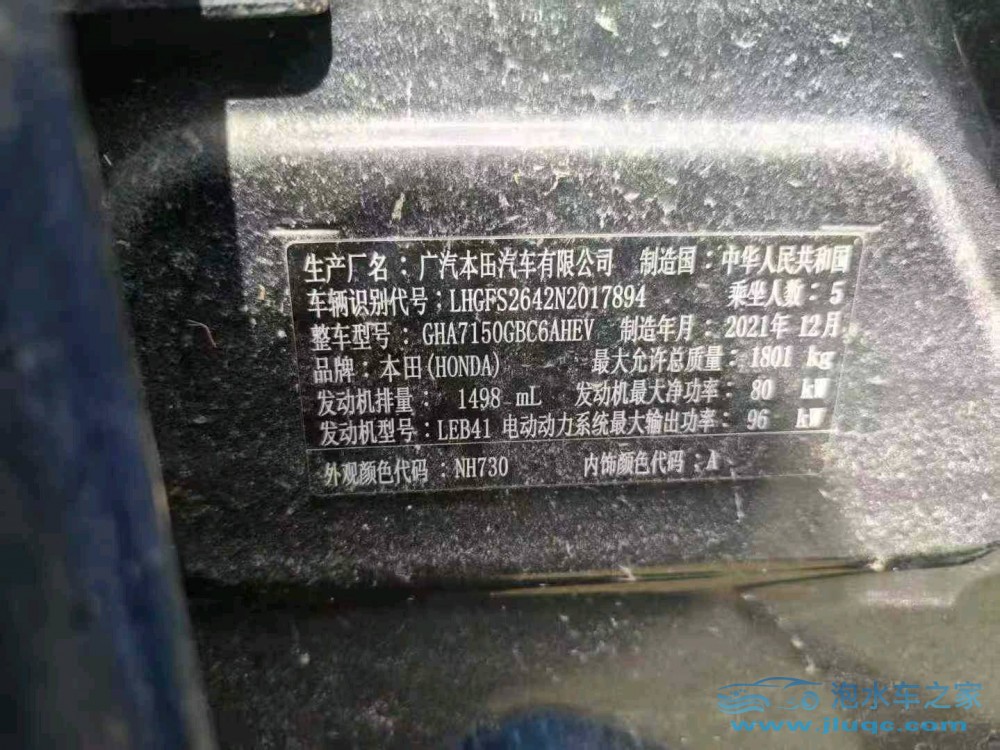 生产厂名：广汽本田汽车有限公司 制造国：中华人民共和国
车辆识别代号：LHGFS2642N2017894 乘坐人数：5
整车型号：GHA7150GBC6AHEV 制造年月：2021年12月
品牌：本田(HONDA) 最大允许总质量：1801 kg
发动机排量：1498 mL 发动机最大净功率：80 kW
发动机型号：LEB41 电动动力系统最大输出功率：96 kW
外观颜色代码：NH730 内饰颜色代码：A
泡水车之家
www.jluqc.com